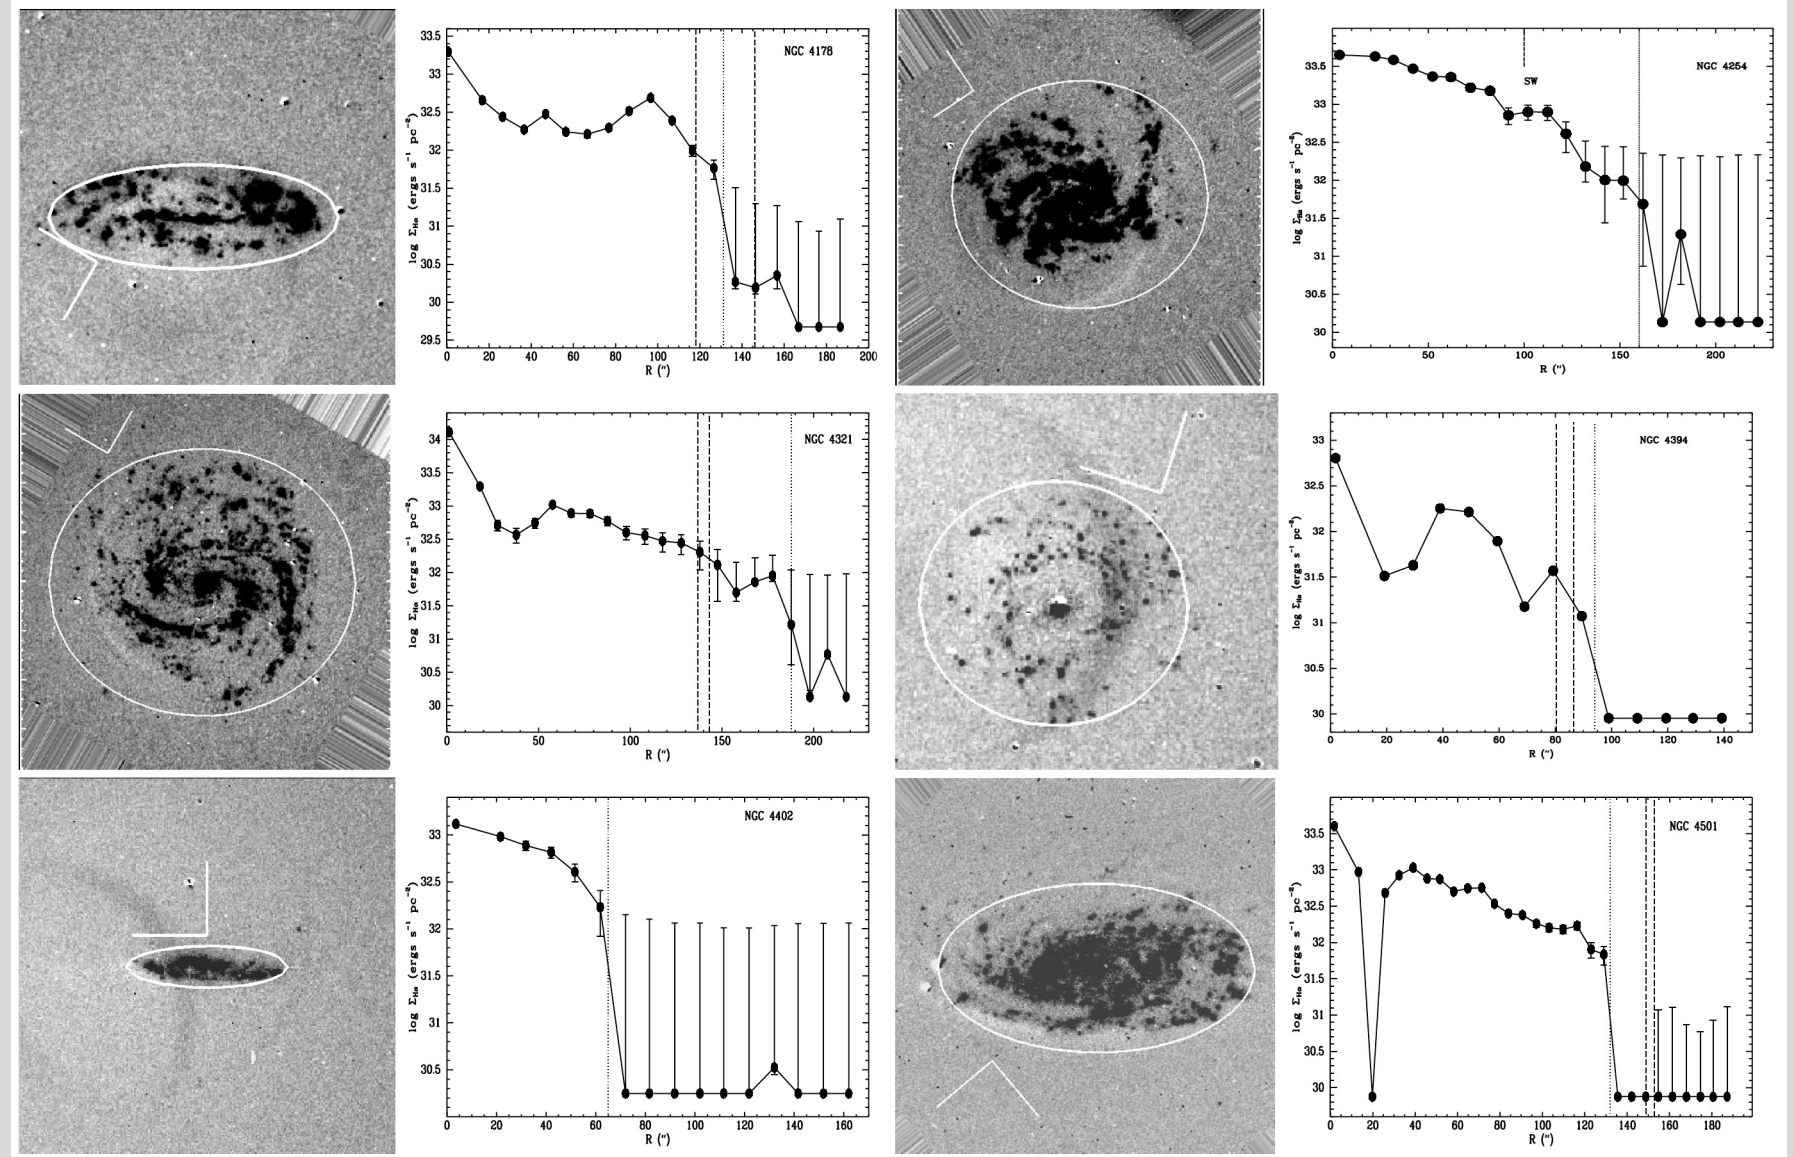 NGC 4178
33.5
33
32.5
32
31.5
31
30.5
30
29.5
log Σ_Hα (ergs s⁻¹ pc⁻²)
0 20 40 60 80 100 120 140 160 180 200
R (″)
NGC 4254
SW
33.5
33
32.5
32
31.5
31
30.5
30
log Σ_Hα (ergs s⁻¹ pc⁻²)
0 50 100 150 200
R (″)
NGC 4321
34
33.5
33
32.5
32
31.5
31
30.5
30
log Σ_Hα (ergs s⁻¹ pc⁻²)
0 50 100 150 200
R (″)
NGC 4394
33
32.5
32
31.5
31
30.5
30
log Σ_Hα (ergs s⁻¹ pc⁻²)
0 20 40 60 80 100 120 140
R (″)
NGC 4402
33
32.5
32
31.5
31
30.5
log Σ_Hα (ergs s⁻¹ pc⁻²)
0 20 40 60 80 100 120 140 160
R (″)
NGC 4501
33.5
33
32.5
32
31.5
31
30.5
30
log Σ_Hα (ergs s⁻¹ pc⁻²)
0 20 40 60 80 100 120 140 160 180
R (″)